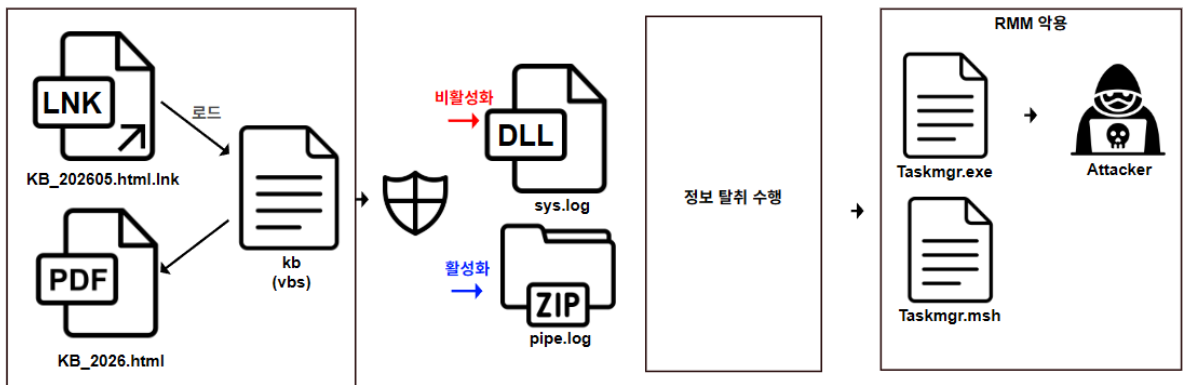 LNK
로드
KB_202605.html.lnk
PDF
KB_2026.html
kb
(vbs)
비활성화
DLL
sys.log
활성화
ZIP
pipe.log
정보 탈취 수행
RMM 악용
Taskmgr.exe
Attacker
Taskmgr.msh